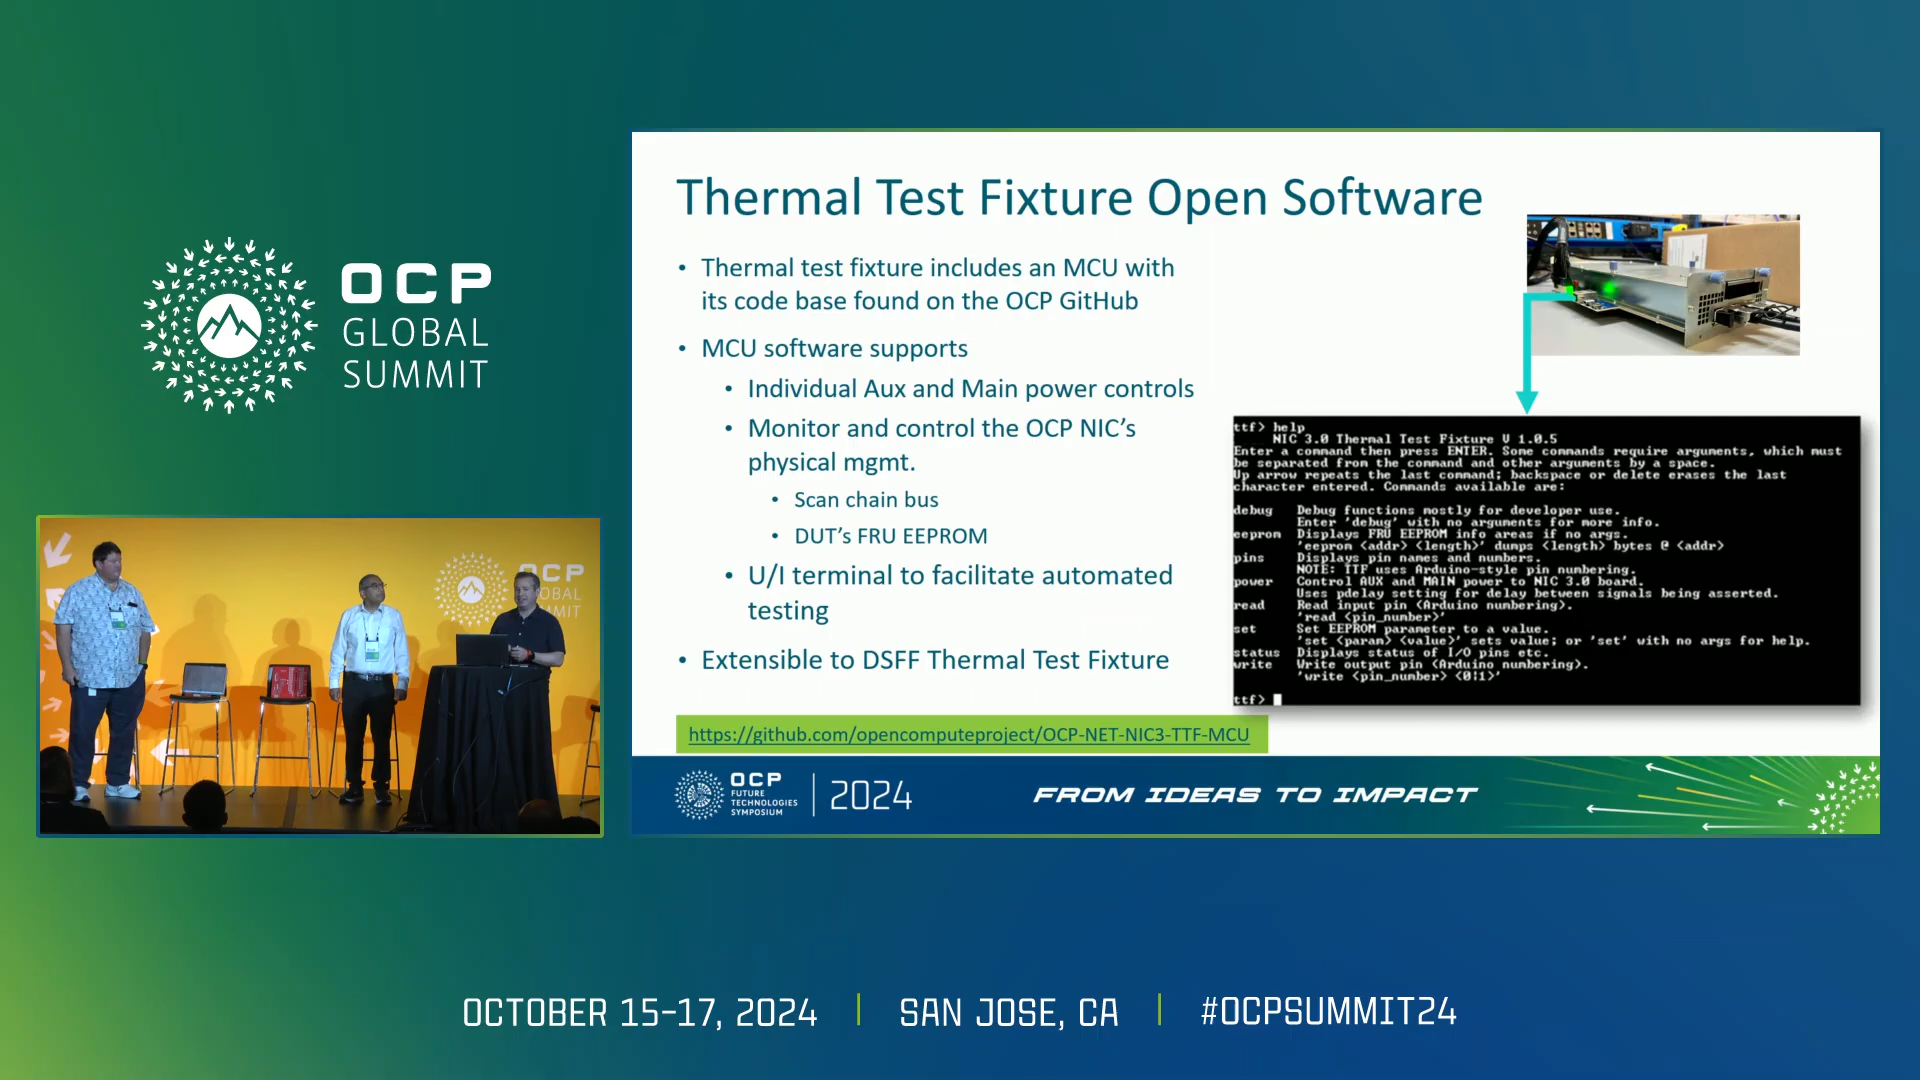 OCP
GLOBAL
SUMMIT
Thermal Test Fixture Open Software
• Thermal test fixture includes an MCU with
its code base found on the OCP GitHub
• MCU software supports
• Individual Aux and Main power controls
• Monitor and control the OCP NIC's
physical mgmt.
• Scan chain bus
• DUT's FRU EEPROM
• U/I terminal to facilitate automated
testing
• Extensible to DSFF Thermal Test Fixture
https://github.com/opencomputeproject/OCP-NET-NIC3-TTF-MCU
ttf> help
NIC 3.0 Thermal Test Fixture V 1.0.5
Enter a command then press ENTER. Some commands require arguments, which must
be separated from the command and other arguments by a space.
Up arrow repeats the last command; backspace or delete erases the last
character entered. Commands available are:
debug Debug functions mostly for developer use.
Enter 'debug' with no arguments for more info.
eeprom Displays FRU EEPROM info areas if no args.
'eeprom <addr> <length>' dumps <length> bytes @ <addr>
pins Displays pin names and numbers.
NOTE: TTF uses Arduino-style pin numbering.
power Control AUX and MAIN power to NIC 3.0 board.
Uses pdelay setting for delay between signals being asserted.
read Read input pin (Arduino numbering).
'read <pin_number>'
set Set EEPROM parameter to a value.
'set <param> <value>' sets value; or 'set' with no args for help.
status Displays status of I/O pins etc.
write Write output pin (Arduino numbering).
'write <pin_number> <0|1>'
ttf>
OCP
FUTURE
TECHNOLOGIES
SYMPOSIUM
2024
FROM IDEAS TO IMPACT
OCTOBER 15-17, 2024 | SAN JOSE, CA | #OCPSUMMIT24